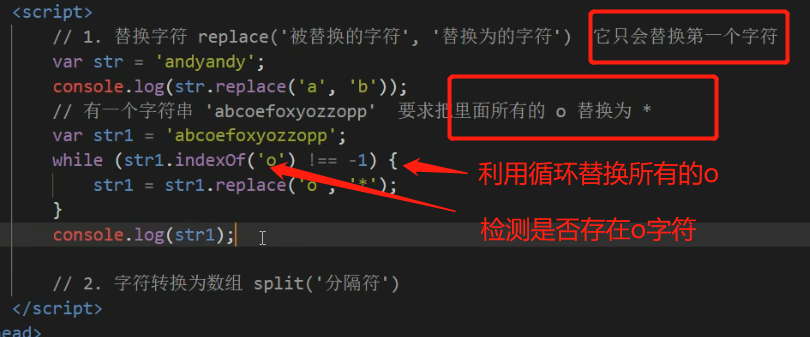 <script>
// 1. 替换字符 replace('被替换的字符', '替换为的字符') 它只会替换第一个字符
var str = 'andyandy';
console.log(str.replace('a', 'b'));
// 有一个字符串 'abcoefoxyozzopp' 要求把里面所有的 o 替换为 *
var str1 = 'abcoefoxyozzopp';
while (str1.indexOf('o') !== -1) {
str1 = str1.replace('o', '*');
}
console.log(str1);
利用循环替换所有的o
检测是否存在o字符
// 2. 字符转换为数组 split('分隔符')
</script>
head>